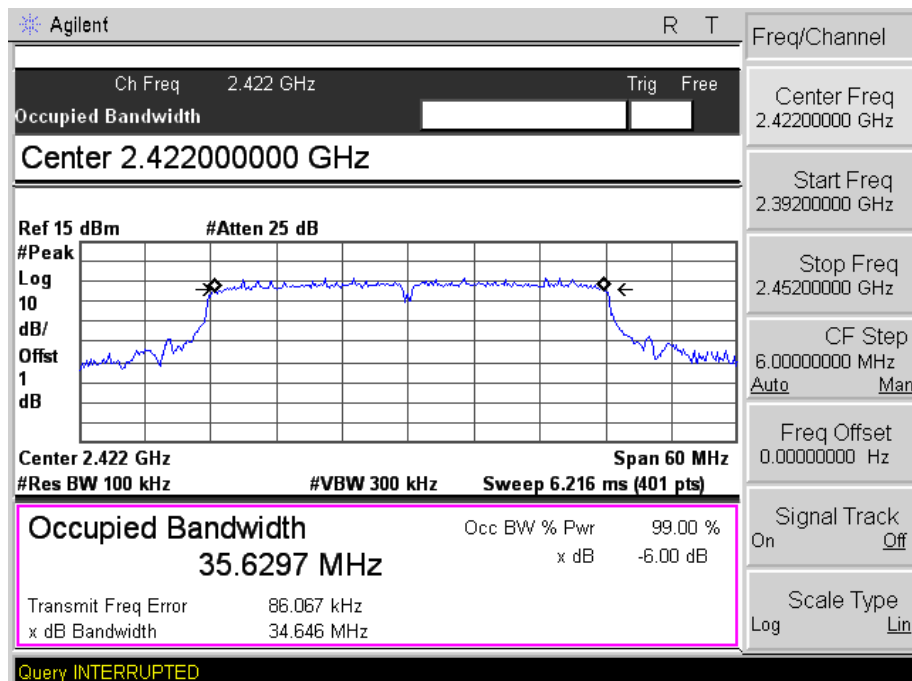 Agilent R T
Freq/Channel
Ch Freq 2.422 GHz Trig Free
Occupied Bandwidth
Center 2.422000000 GHz
Ref 15 dBm #Atten 25 dB
#Peak
Log
10
dB/
Offst
1
dB
Center 2.422 GHz Span 60 MHz
#Res BW 100 kHz #VBW 300 kHz Sweep 6.216 ms (401 pts)
Occupied Bandwidth Occ BW % Pwr 99.00 %
35.6297 MHz x dB -6.00 dB
Transmit Freq Error 86.067 kHz
x dB Bandwidth 34.646 MHz
Query INTERRUPTED
Center Freq
2.42200000 GHz
Start Freq
2.39200000 GHz
Stop Freq
2.45200000 GHz
CF Step
6.00000000 MHz
Auto Man
Freq Offset
0.00000000 Hz
Signal Track
On Off
Scale Type
Log Lin